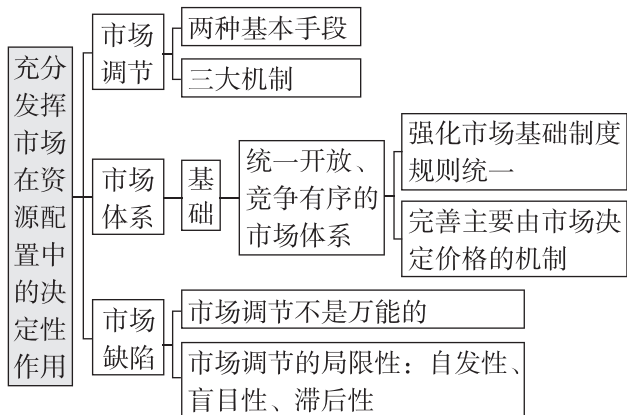 充分
发挥
市场
在资
源配
置中
的决
定性
作用
市场
调节
两种基本手段
三大机制
市场
体系
基
础
统一开放、
竞争有序的
市场体系
强化市场基础制度
规则统一
完善主要由市场决
定价格的机制
市场
缺陷
市场调节不是万能的
市场调节的局限性：自发性、
盲目性、滞后性